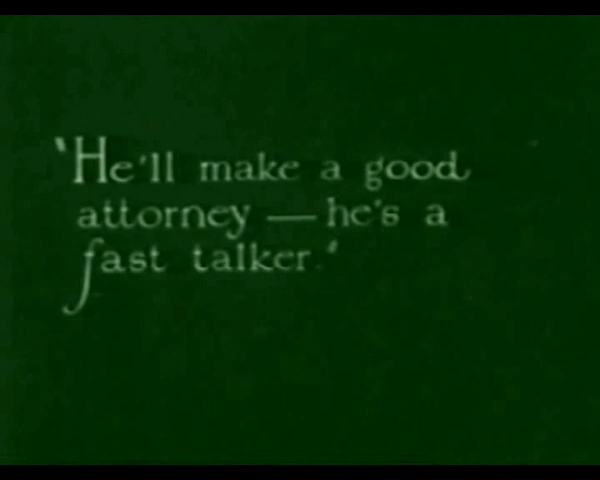 'He'll make a good
attorney — he's a
fast talker.'